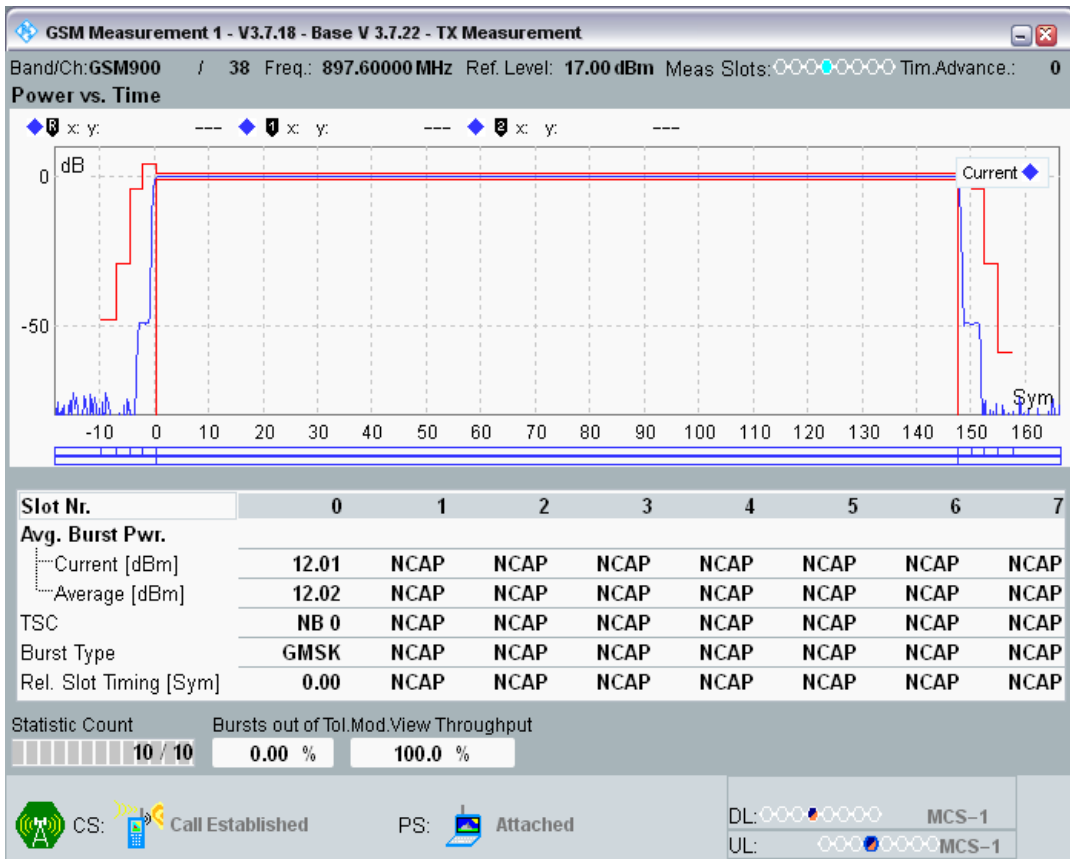 GSM Measurement 1 - V3.7.18 - Base V 3.7.22 - TX Measurement
Band/Ch:GSM900 / 38 Freq.: 897.60000 MHz Ref. Level: 17.00 dBm Meas Slots: Tim.Advance.: 0
Power vs. Time
R x: y: --- 1 x: y: --- 2 x: y: ---
dB
Current
0
-50
Sym
-10 0 10 20 30 40 50 60 70 80 90 100 110 120 130 140 150 160
Slot Nr. 0 1 2 3 4 5 6 7
Avg. Burst Pwr.
Current [dBm] 12.01 NCAP NCAP NCAP NCAP NCAP NCAP NCAP
Average [dBm] 12.02 NCAP NCAP NCAP NCAP NCAP NCAP NCAP
TSC NB 0 NCAP NCAP NCAP NCAP NCAP NCAP NCAP
Burst Type GMSK NCAP NCAP NCAP NCAP NCAP NCAP NCAP
Rel. Slot Timing [Sym] 0.00 NCAP NCAP NCAP NCAP NCAP NCAP NCAP
Statistic Count Bursts out of Tol.Mod.View Throughput
10 / 10 0.00 % 100.0 %
CS: Call Established PS: Attached
DL: MCS-1
UL: MCS-1